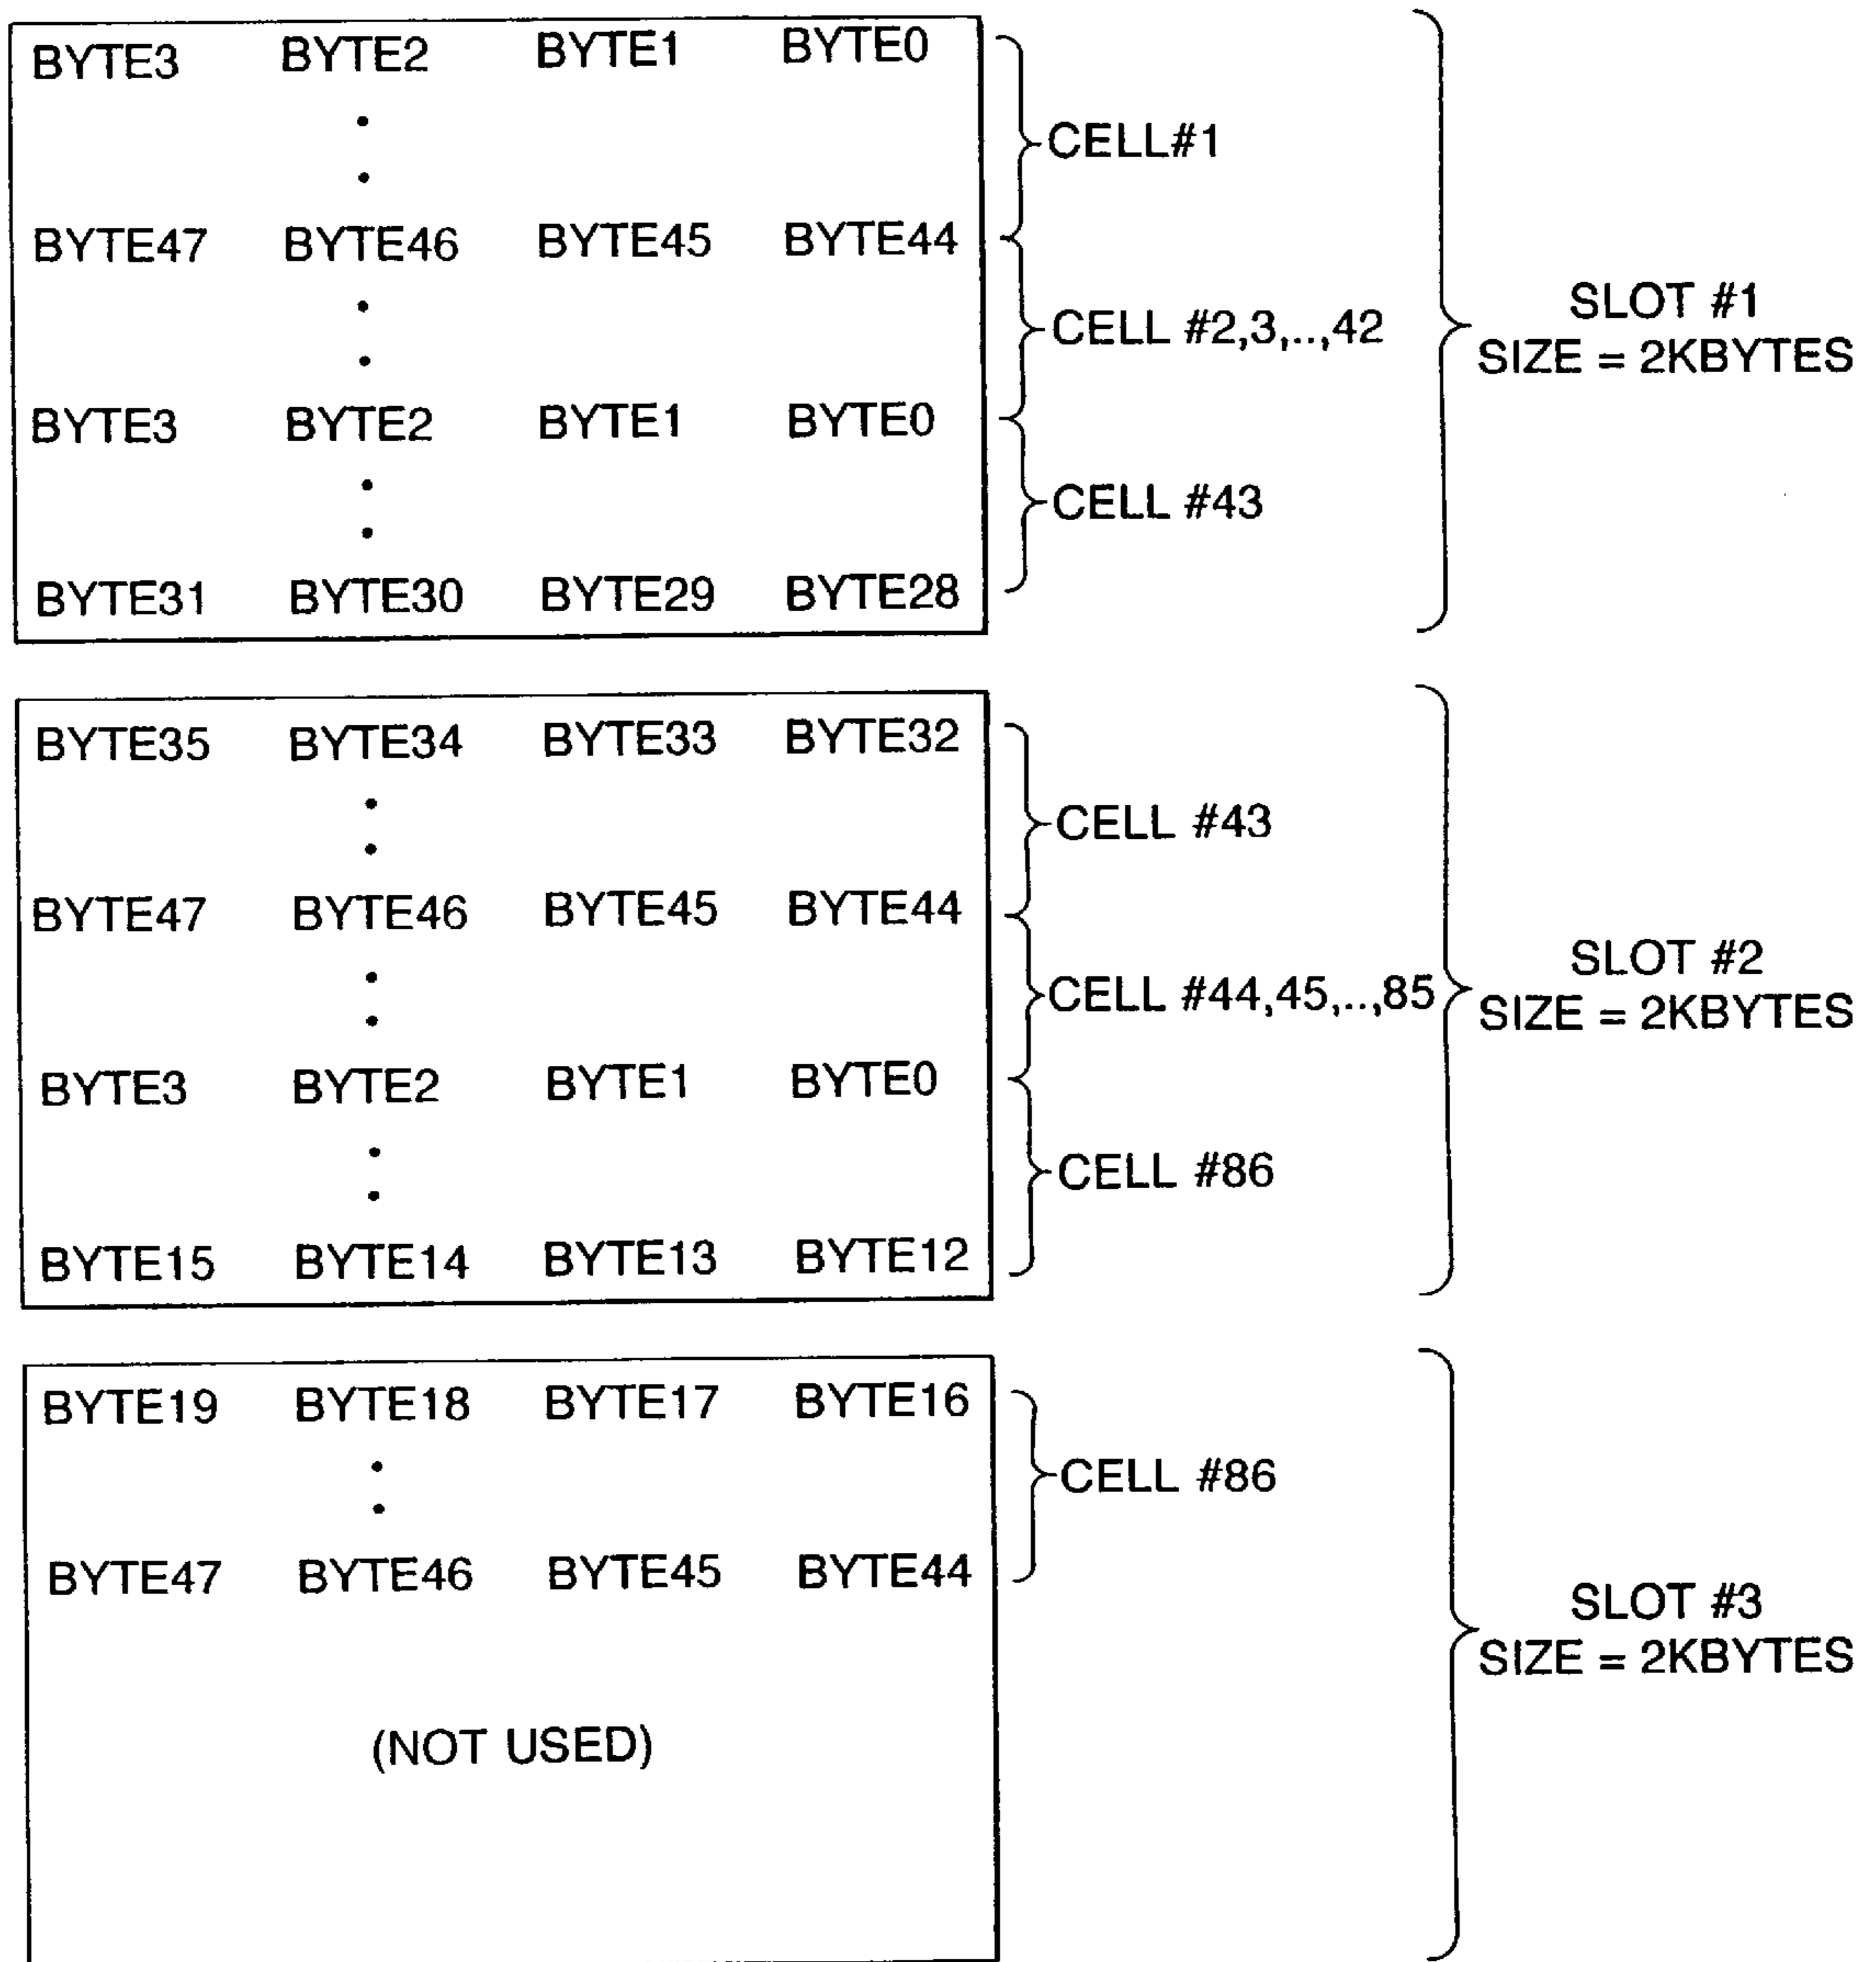 BYTE3 BYTE2 BYTE1 BYTE0
CELL#1
BYTE47 BYTE46 BYTE45 BYTE44
CELL #2,3,..,42
SLOT #1
SIZE = 2KBYTES
BYTE3 BYTE2 BYTE1 BYTE0
CELL #43
BYTE31 BYTE30 BYTE29 BYTE28
BYTE35 BYTE34 BYTE33 BYTE32
CELL #43
BYTE47 BYTE46 BYTE45 BYTE44
CELL #44,45,..,85
SLOT #2
SIZE = 2KBYTES
BYTE3 BYTE2 BYTE1 BYTE0
CELL #86
BYTE15 BYTE14 BYTE13 BYTE12
BYTE19 BYTE18 BYTE17 BYTE16
CELL #86
BYTE47 BYTE46 BYTE45 BYTE44
SLOT #3
SIZE = 2KBYTES
(NOT USED)